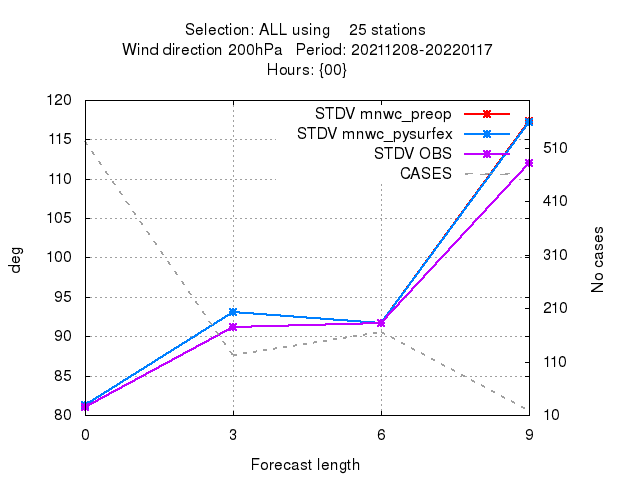 Selection: ALL using    25 stations
Wind direction 200hPa   Period: 20211208-20220117
Hours: {00}
STDV mnwc_preop
STDV mnwc_pysurfex
STDV OBS
CASES
120
115
110
105
100
95
90
85
80
deg
510
410
310
210
110
10
No cases
0 3 6 9
Forecast length